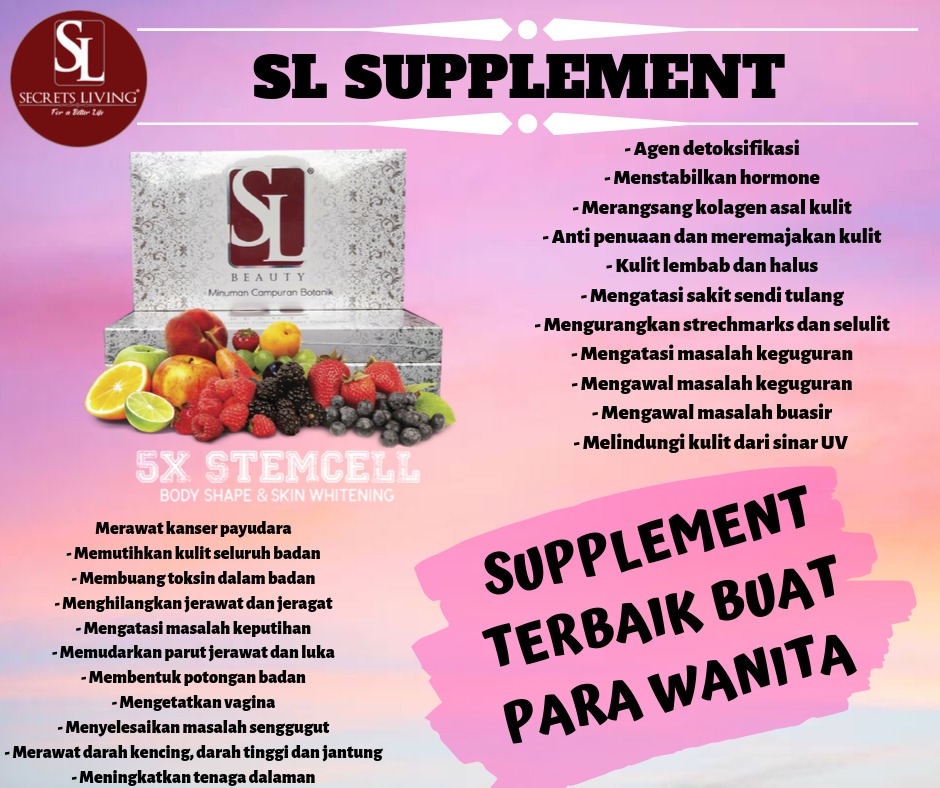 SL
SECRETS LIVING®
For a Better Life
SL SUPPLEMENT
SL®
BEAUTY
Minuman Campuran Botanik
5X STEMCELL
BODY SHAPE & SKIN WHITENING
- Agen detoksifikasi
- Menstabilkan hormone
- Merangsang kolagen asal kulit
- Anti penuaan dan meremajakan kulit
- Kulit lembab dan halus
- Mengatasi sakit sendi tulang
- Mengurangkan strechmarks dan selulit
- Mengatasi masalah keguguran
- Mengawal masalah keguguran
- Mengawal masalah buasir
- Melindungi kulit dari sinar UV
Merawat kanser payudara
- Memutihkan kulit seluruh badan
- Membuang toksin dalam badan
- Menghilangkan jerawat dan jeragat
- Mengatasi masalah keputihan
- Memudarkan parut jerawat dan luka
- Membentuk potongan badan
- Mengetatkan vagina
- Menyelesaikan masalah senggugut
- Merawat darah kencing, darah tinggi dan jantung
- Meningkatkan tenaga dalaman
SUPPLEMENT
TERBAIK BUAT
PARA WANITA